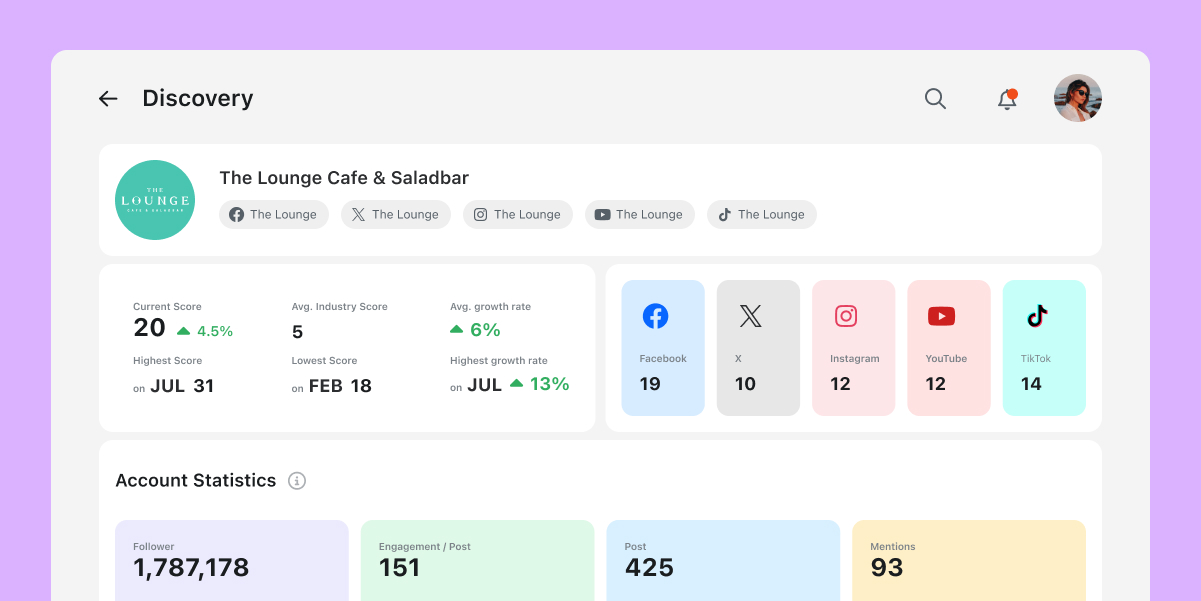 Discovery
THE
LOUNGE
CAFE & SALADBAR
The Lounge Cafe & Saladbar
The Lounge
The Lounge
The Lounge
The Lounge
The Lounge
Current Score
20 4.5%
Avg. Industry Score
5
Avg. growth rate
6%
Highest Score
on JUL 31
Lowest Score
on FEB 18
Highest growth rate
on JUL 13%
Facebook
19
X
10
Instagram
12
YouTube
12
TikTok
14
Account Statistics
Follower
1,787,178
Engagement / Post
151
Post
425
Mentions
93